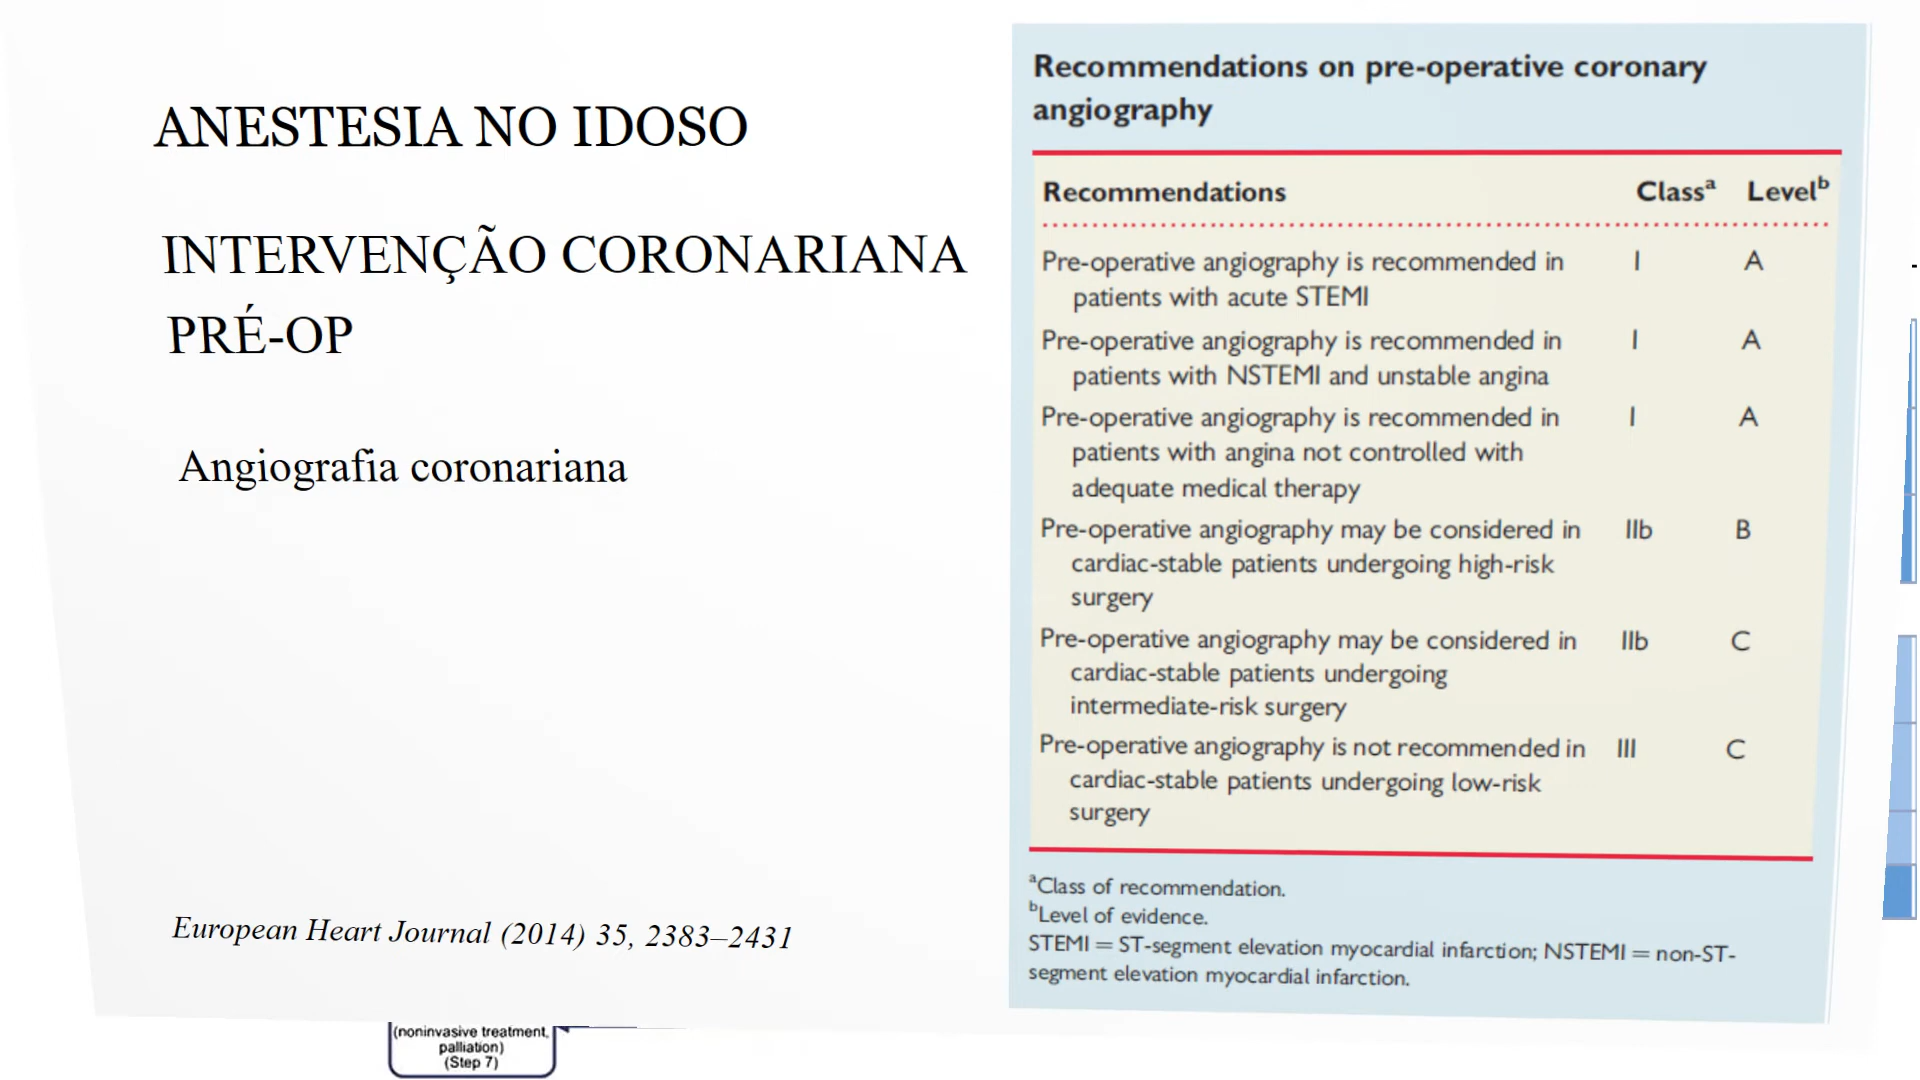 ANESTESIA NO IDOSO
INTERVENÇÃO CORONARIANA
PRÉ-OP
Angiografia coronariana
European Heart Journal (2014) 35, 2383–2431
Recommendations on pre-operative coronary
angiography
Recommendations Classᵃ Levelᵇ
Pre-operative angiography is recommended in I A
patients with acute STEMI
Pre-operative angiography is recommended in I A
patients with NSTEMI and unstable angina
Pre-operative angiography is recommended in I A
patients with angina not controlled with
adequate medical therapy
Pre-operative angiography may be considered in IIb B
cardiac-stable patients undergoing high-risk
surgery
Pre-operative angiography may be considered in IIb C
cardiac-stable patients undergoing
intermediate-risk surgery
Pre-operative angiography is not recommended in III C
cardiac-stable patients undergoing low-risk
surgery
ᵃClass of recommendation.
ᵇLevel of evidence.
STEMI = ST-segment elevation myocardial infarction; NSTEMI = non-ST-
segment elevation myocardial infarction.
(noninvasive treatment,
palliation)
(Step 7)